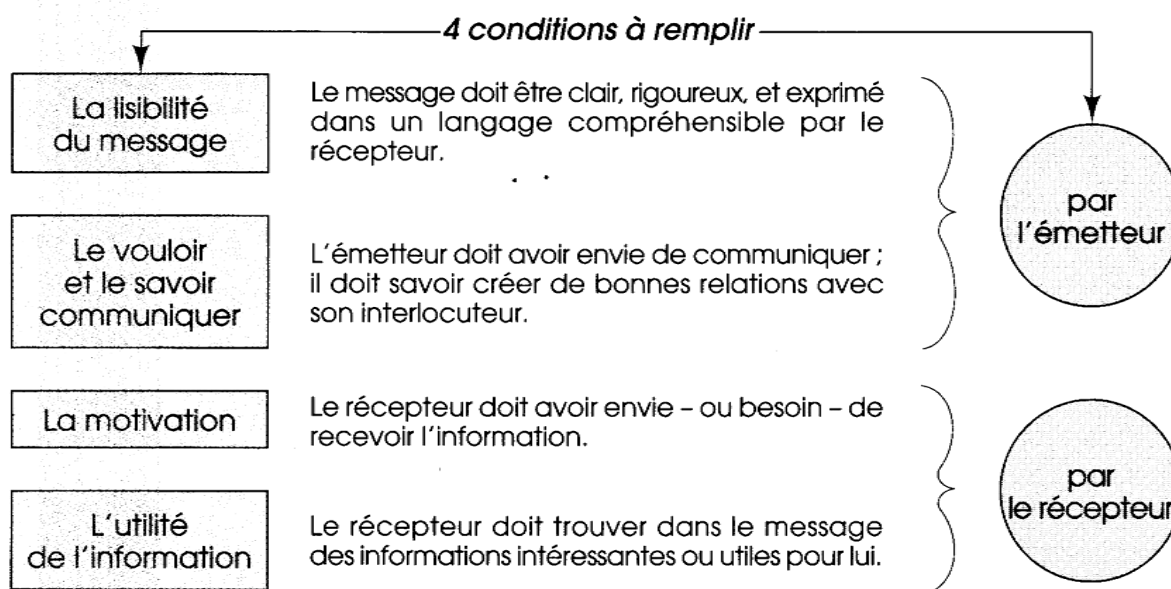 4 conditions à remplir
La lisibilité
du message
Le message doit être clair, rigoureux, et exprimé
dans un langage compréhensible par le
récepteur.
Le vouloir
et le savoir
communiquer
L'émetteur doit avoir envie de communiquer ;
il doit savoir créer de bonnes relations avec
son interlocuteur.
par
l'émetteur
La motivation
Le récepteur doit avoir envie – ou besoin – de
recevoir l'information.
L'utilité
de l'information
Le récepteur doit trouver dans le message
des informations intéressantes ou utiles pour lui.
par
le récepteur